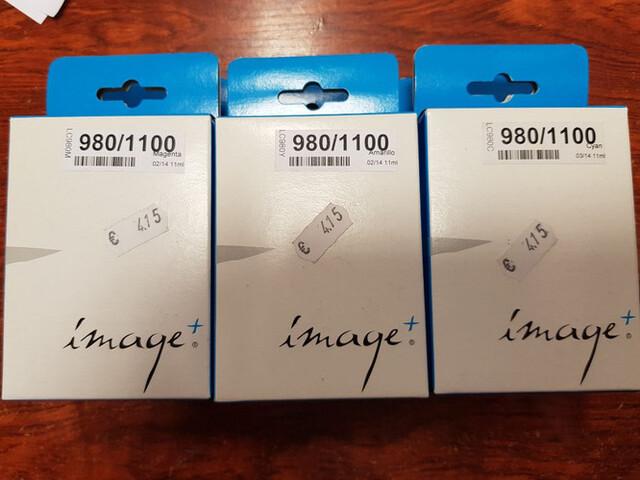 LC980M
980/1100
Magenta
02/14 11ml
€ 4.15
image+®
LC980Y
980/1100
Amarillo
02/14 11ml
€ 4.15
image+®
LC980C
980/1100
Cyan
03/14 11ml
€ 4.15
image+®